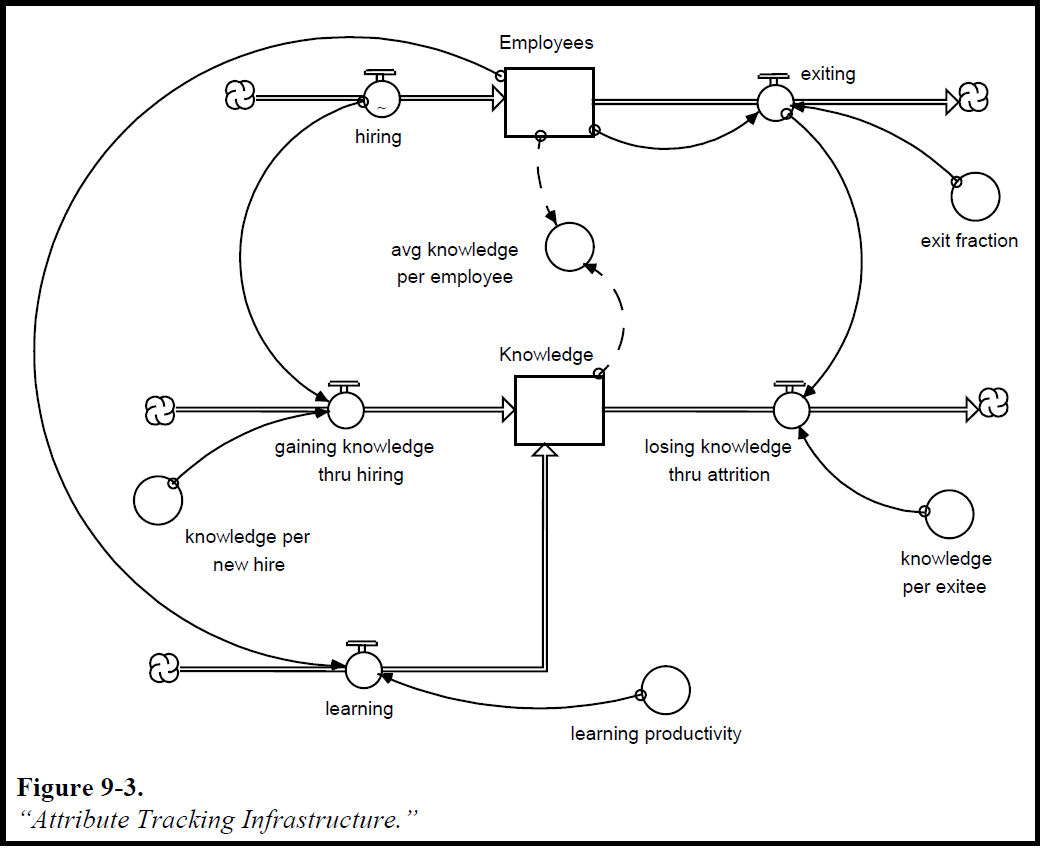 Employees
exiting
hiring
~
exit fraction
avg knowledge
per employee
Knowledge
gaining knowledge
thru hiring
losing knowledge
thru attrition
knowledge per
new hire
knowledge
per exitee
learning
learning productivity
Figure 9-3.
“Attribute Tracking Infrastructure.”